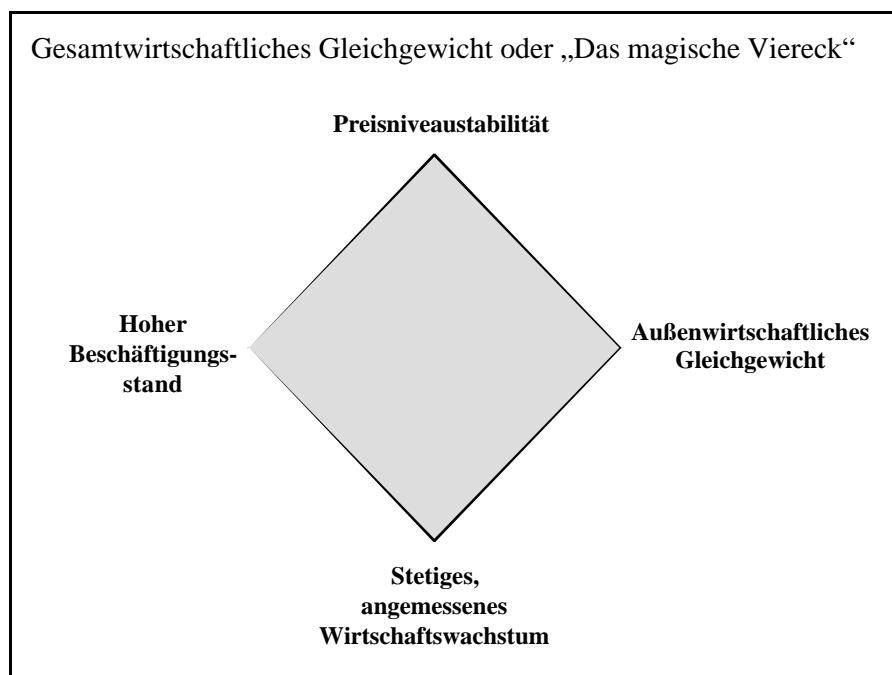 Gesamtwirtschaftliches Gleichgewicht oder „Das magische Viereck“
Preisniveaustabilität
Hoher
Beschäftigungs-
stand
Außenwirtschaftliches
Gleichgewicht
Stetiges,
angemessenes
Wirtschaftswachstum